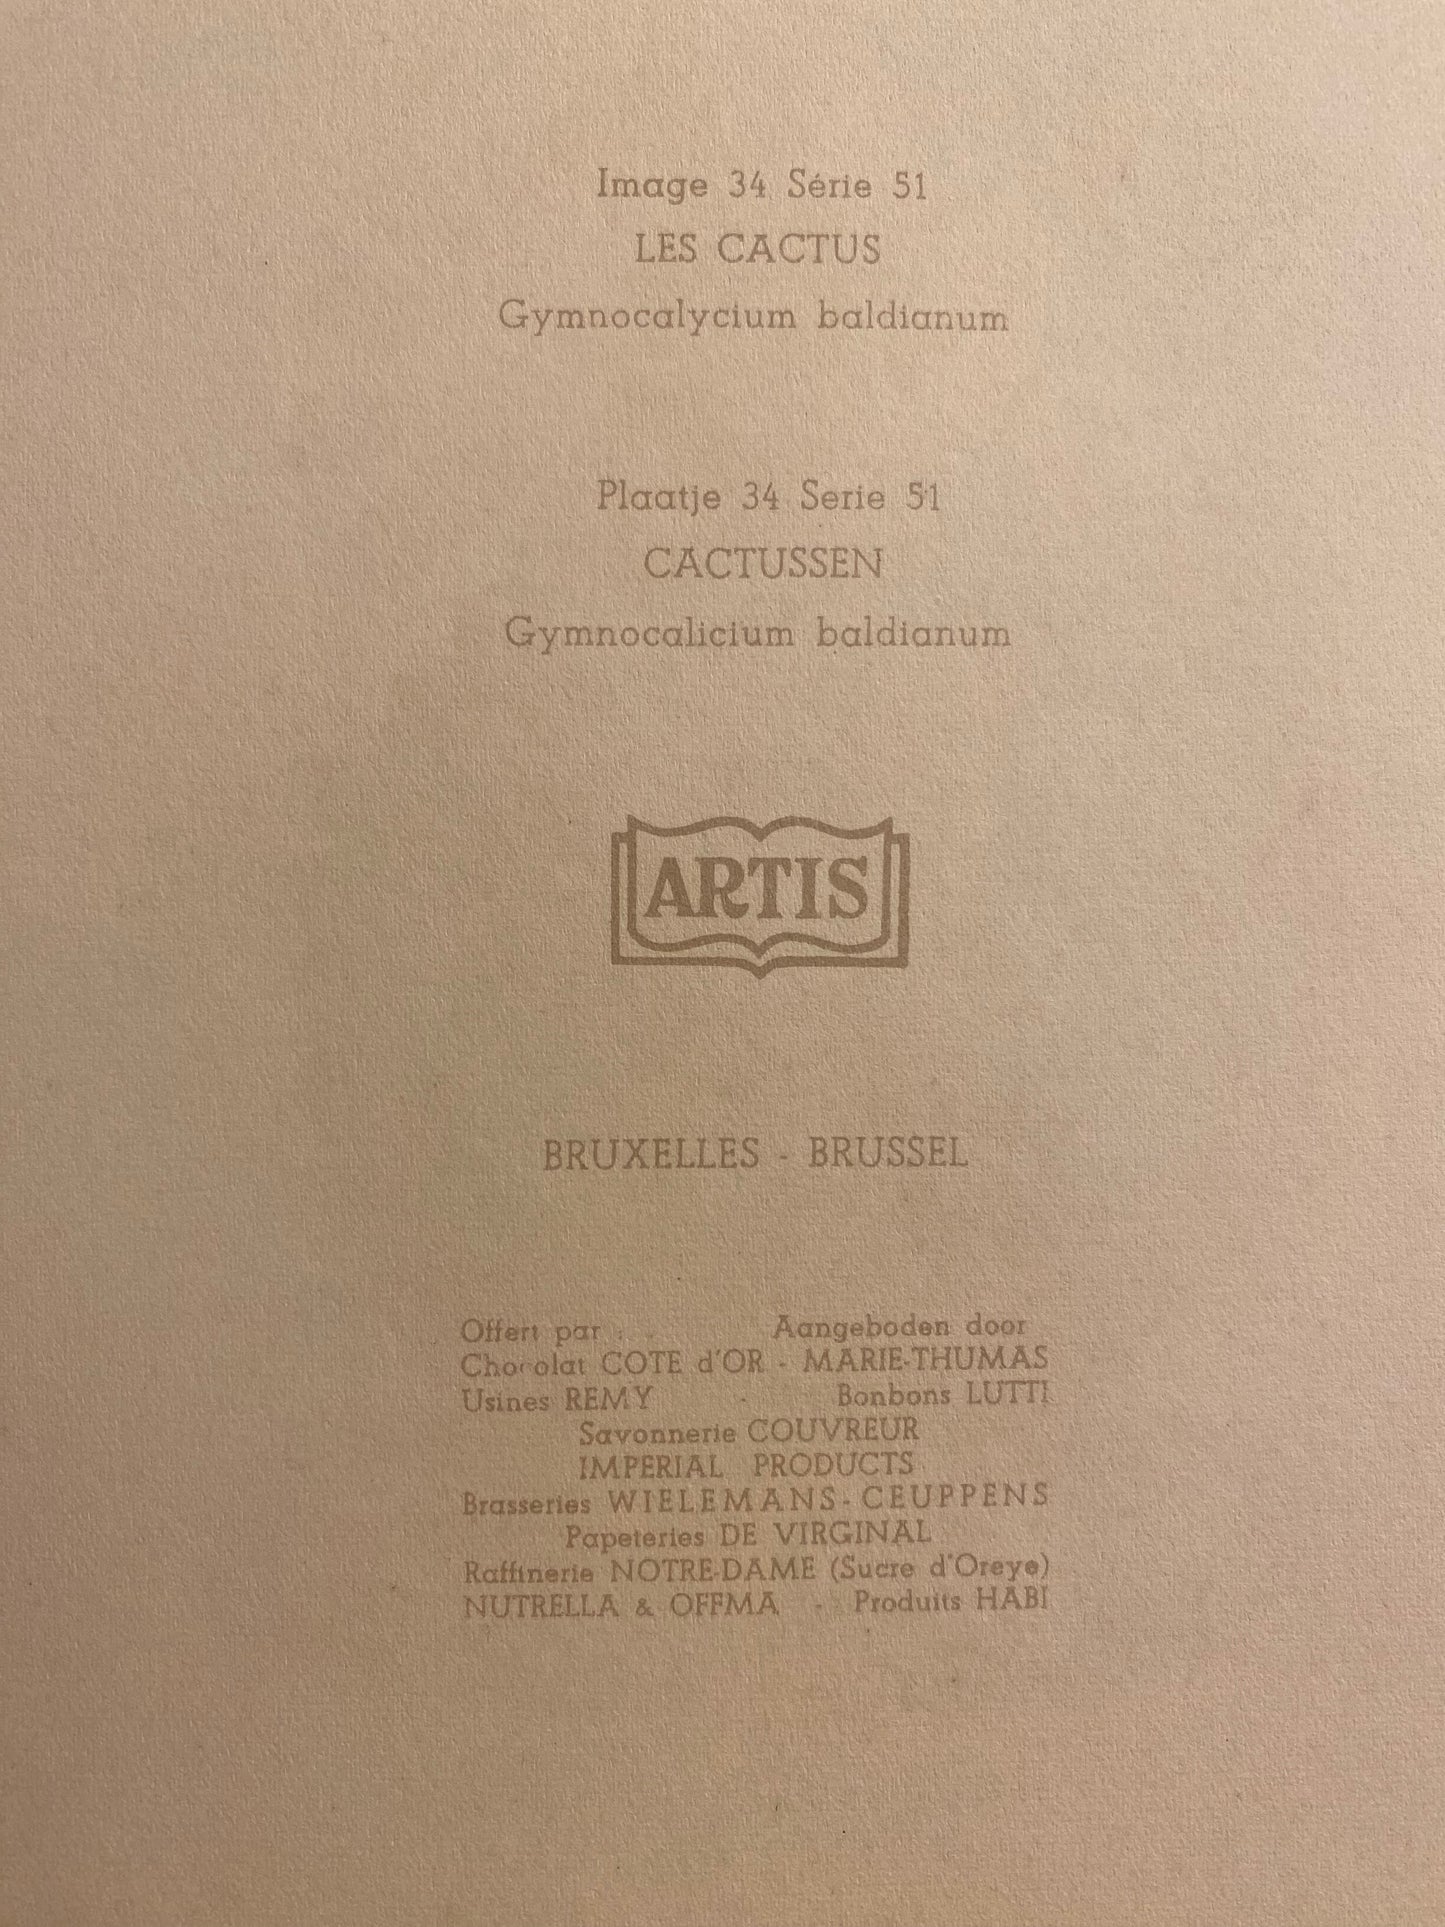 Image 34 Série 51
LES CACTUS
Gymnocalycium baldianum
Plaatje 34 Serie 51
CACTUSSEN
Gymnocalicium baldianum
ARTIS
BRUXELLES - BRUSSEL
Offert par : Aangeboden door
Chocolat COTE d'OR - MARIE-THUMAS
Usines REMY - Bonbons LUTTI
Savonnerie COUVREUR
IMPERIAL PRODUCTS
Brasseries WIELEMANS-CEUPPENS
Papeteries DE VIRGINAL
Raffinerie NOTRE-DAME (Sucre d'Oreye)
NUTRELLA & OFFMA - Produits HABI